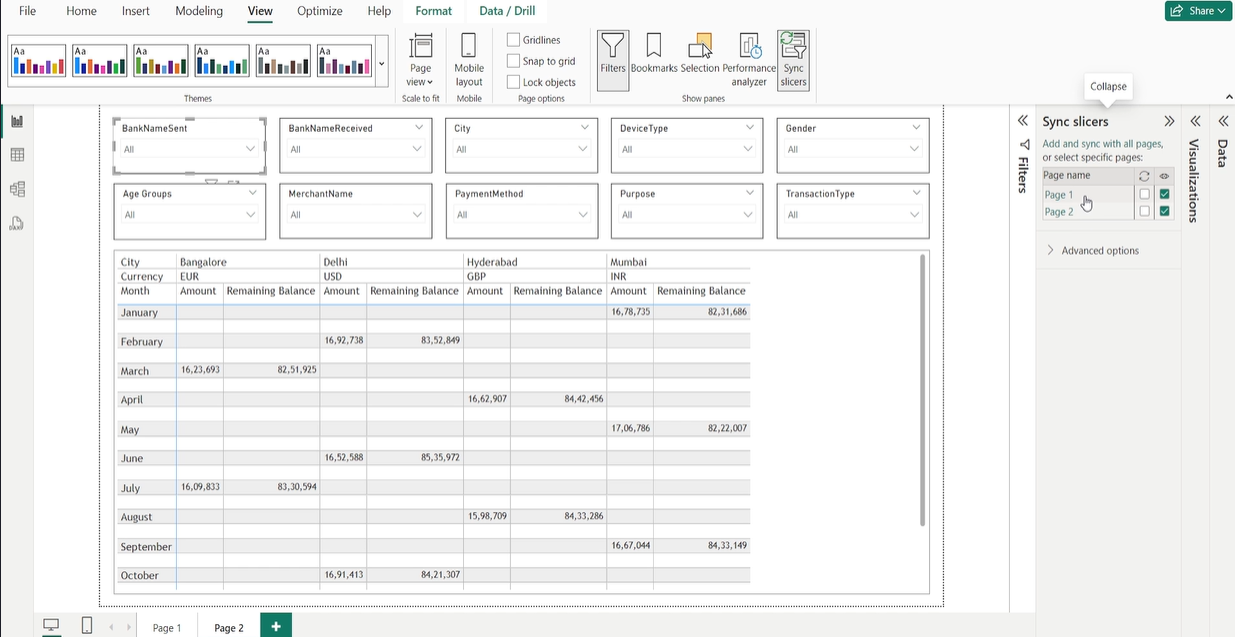 File Home Insert Modeling View Optimize Help Format Data / Drill Share
Aa Aa Aa Aa Aa Aa
Page view Mobile layout Gridlines Snap to grid Lock objects Filters Bookmarks Selection Performance analyzer Sync slicers
Themes Scale to fit Mobile Page options Show panes
Collapse
BankNameSent BankNameReceived City DeviceType Gender
All All All All All
Age Groups MerchantName PaymentMethod Purpose TransactionType
All All All All All
City Bangalore Delhi Hyderabad Mumbai
Currency EUR USD GBP INR
Month Amount Remaining Balance Amount Remaining Balance Amount Remaining Balance Amount Remaining Balance
January 16,78,735 82,31,686
February 16,92,738 83,52,849
March 16,23,693 82,51,925
April 16,62,907 84,42,456
May 17,06,786 82,22,007
June 16,52,588 85,35,972
July 16,09,833 83,30,594
August 15,98,709 84,33,286
September 16,67,044 84,33,149
October 16,91,413 84,21,307
Filters
Sync slicers
Add and sync with all pages,
or select specific pages:
Page name
Page 1
Page 2
Advanced options
Visualizations
Data
Page 1 Page 2